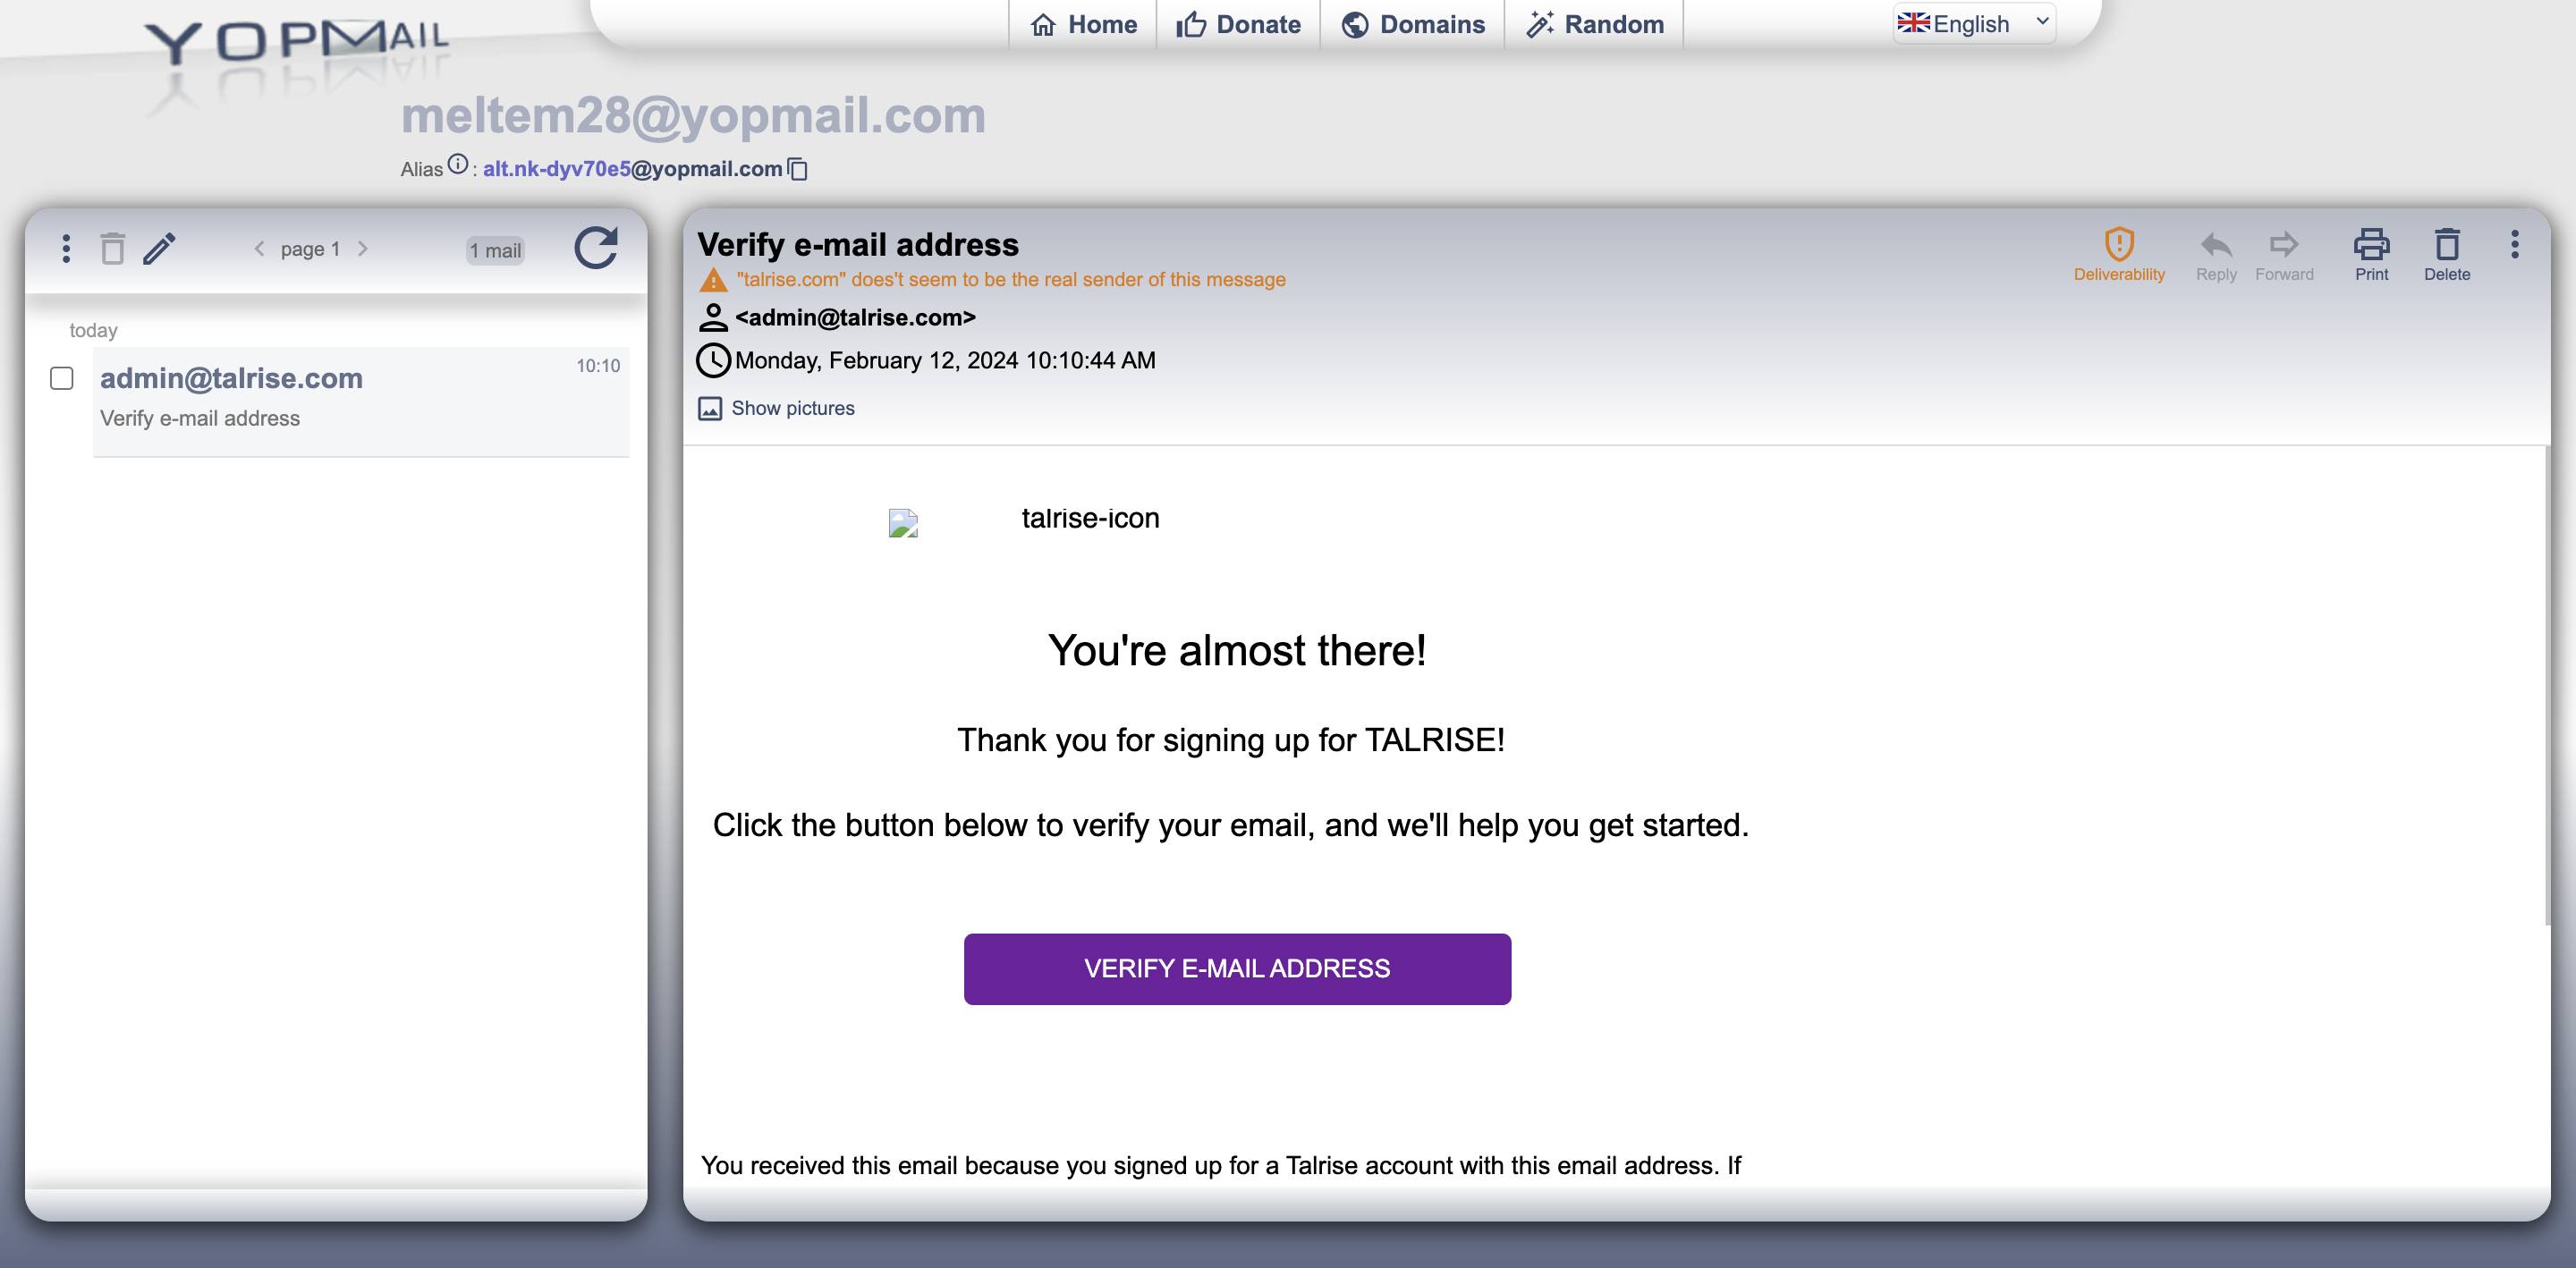 YOPMAIL
Home
Donate
Domains
Random
English
meltem28@yopmail.com
Alias : alt.nk-dyv70e5@yopmail.com
page 1
1 mail
today
admin@talrise.com
10:10
Verify e-mail address
Verify e-mail address
"talrise.com" does't seem to be the real sender of this message
<admin@talrise.com>
Monday, February 12, 2024 10:10:44 AM
Show pictures
Deliverability
Reply
Forward
Print
Delete
talrise-icon
You're almost there!
Thank you for signing up for TALRISE!
Click the button below to verify your email, and we'll help you get started.
VERIFY E-MAIL ADDRESS
You received this email because you signed up for a Talrise account with this email address. If